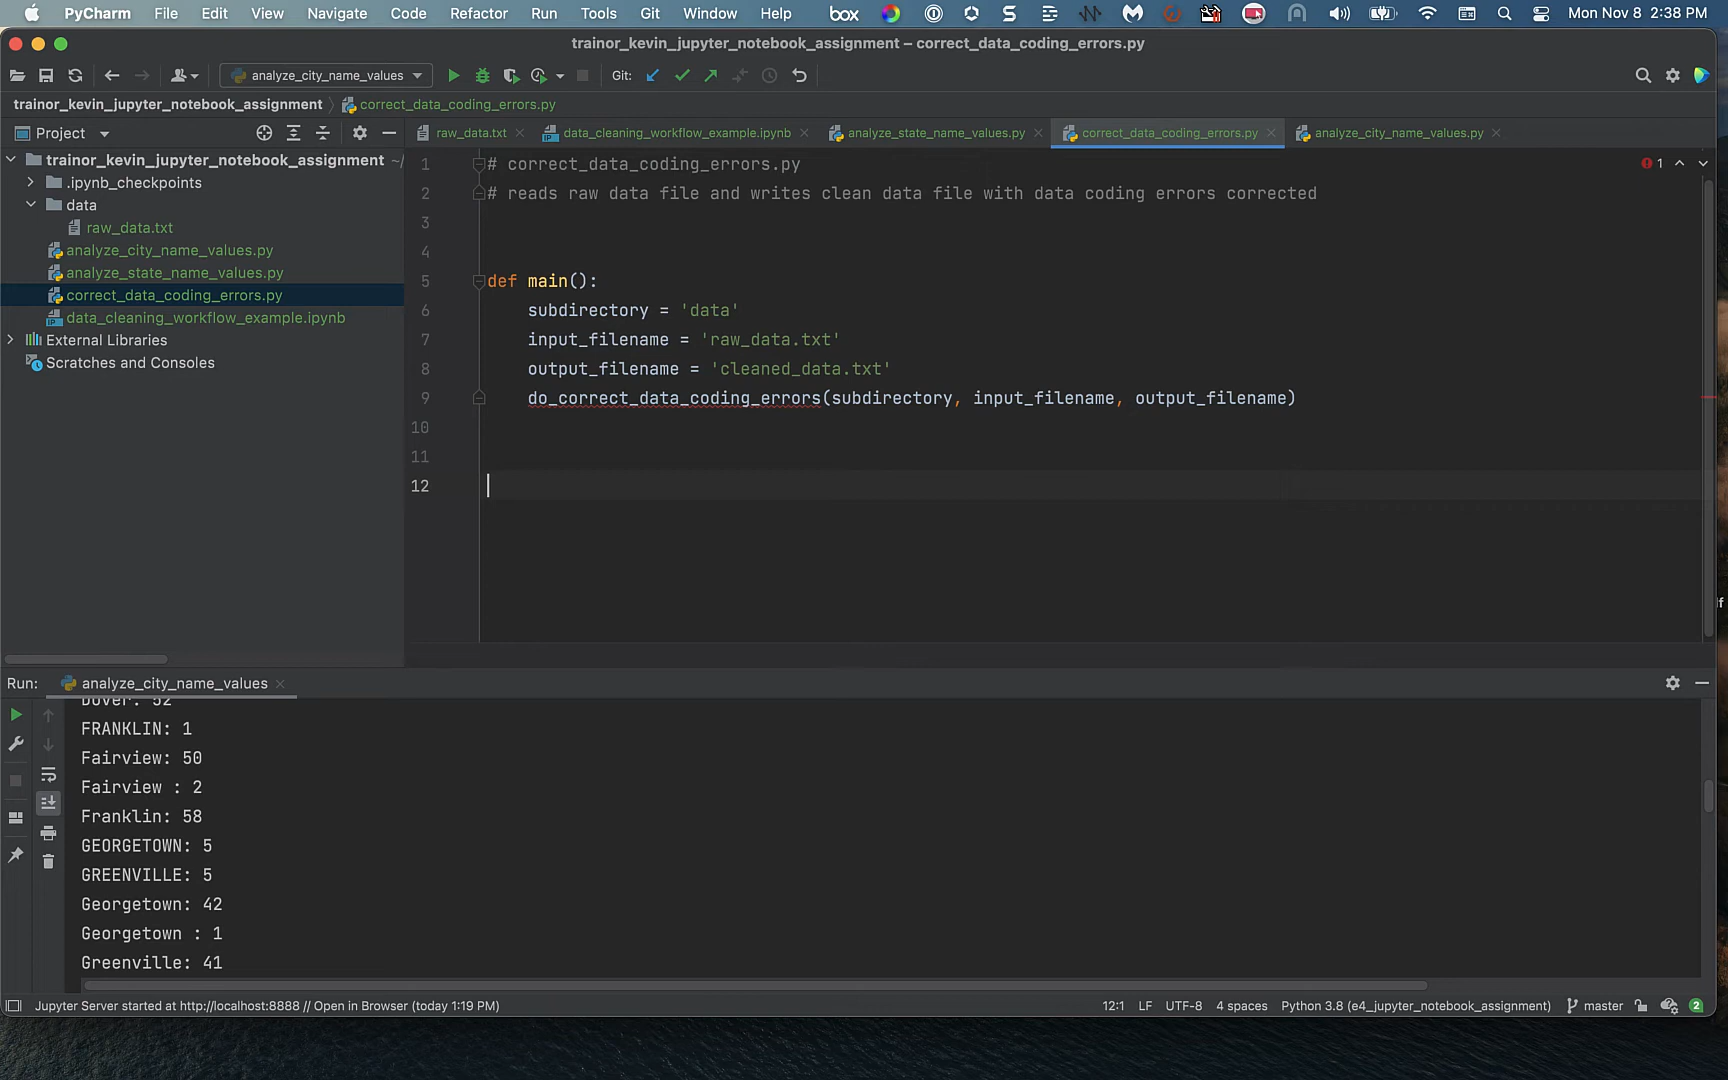 PyCharm File Edit View Navigate Code Refactor Run Tools Git Window Help box Mon Nov 8 2:38 PM
trainor_kevin_jupyter_notebook_assignment – correct_data_coding_errors.py
analyze_city_name_values Git:
trainor_kevin_jupyter_notebook_assignment correct_data_coding_errors.py
Project raw_data.txt data_cleaning_workflow_example.ipynb analyze_state_name_values.py correct_data_coding_errors.py analyze_city_name_values.py
trainor_kevin_jupyter_notebook_assignment ~/
.ipynb_checkpoints
data
raw_data.txt
analyze_city_name_values.py
analyze_state_name_values.py
correct_data_coding_errors.py
data_cleaning_workflow_example.ipynb
External Libraries
Scratches and Consoles
1 # correct_data_coding_errors.py 1
2 # reads raw data file and writes clean data file with data coding errors corrected
3
4
5 def main():
6 subdirectory = 'data'
7 input_filename = 'raw_data.txt'
8 output_filename = 'cleaned_data.txt'
9 do_correct_data_coding_errors(subdirectory, input_filename, output_filename)
10
11
12
Run: analyze_city_name_values
Dover: 52
FRANKLIN: 1
Fairview: 50
Fairview : 2
Franklin: 58
GEORGETOWN: 5
GREENVILLE: 5
Georgetown: 42
Georgetown : 1
Greenville: 41
Jupyter Server started at http://localhost:8888 // Open in Browser (today 1:19 PM) 12:1 LF UTF-8 4 spaces Python 3.8 (e4_jupyter_notebook_assignment) master 2